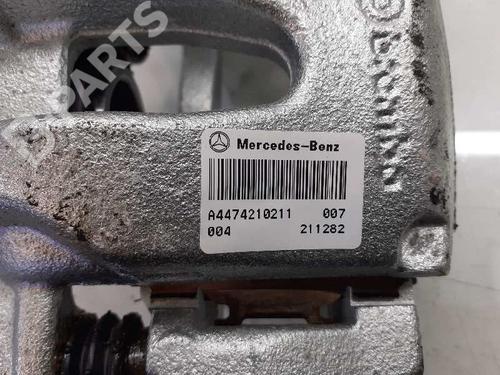 B-PARTS
brembo
Mercedes-Benz
A4474210211 007
004 211282